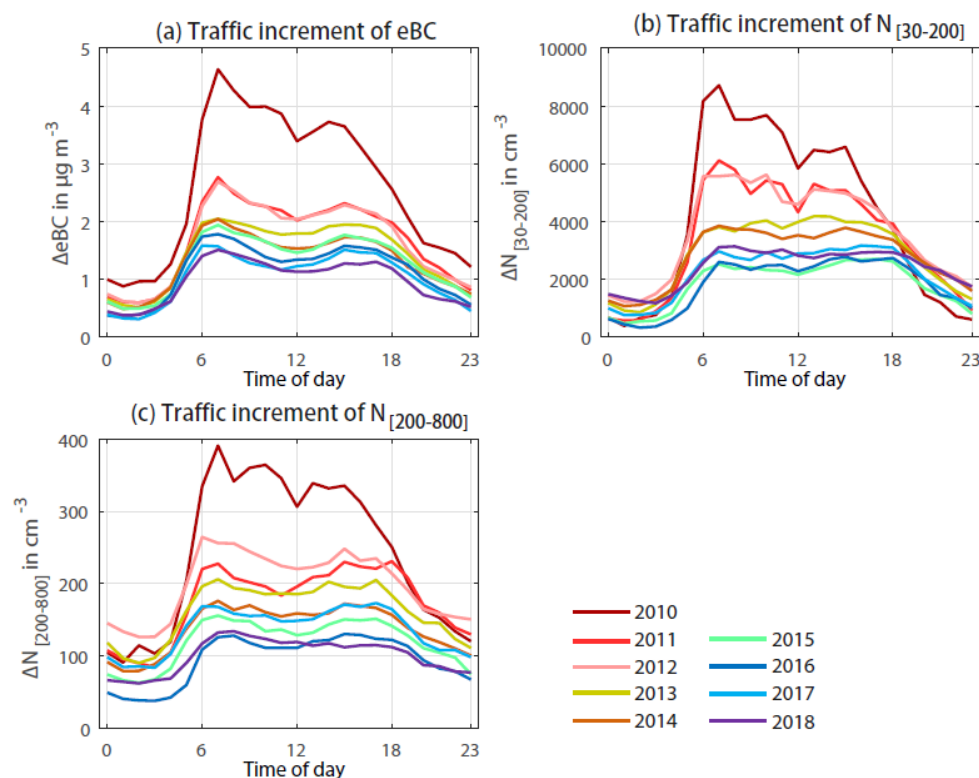 (a) Traffic increment of eBC
5
4
3
2
1
0
ΔeBC in µg m⁻³
0 6 12 18 23
Time of day
(b) Traffic increment of N[30-200]
10000
8000
6000
4000
2000
0
ΔN[30-200] in cm⁻³
0 6 12 18 23
Time of day
(c) Traffic increment of N[200-800]
400
300
200
100
0
ΔN[200-800] in cm⁻³
0 6 12 18 23
Time of day
2010
2011
2012
2013
2014
2015
2016
2017
2018